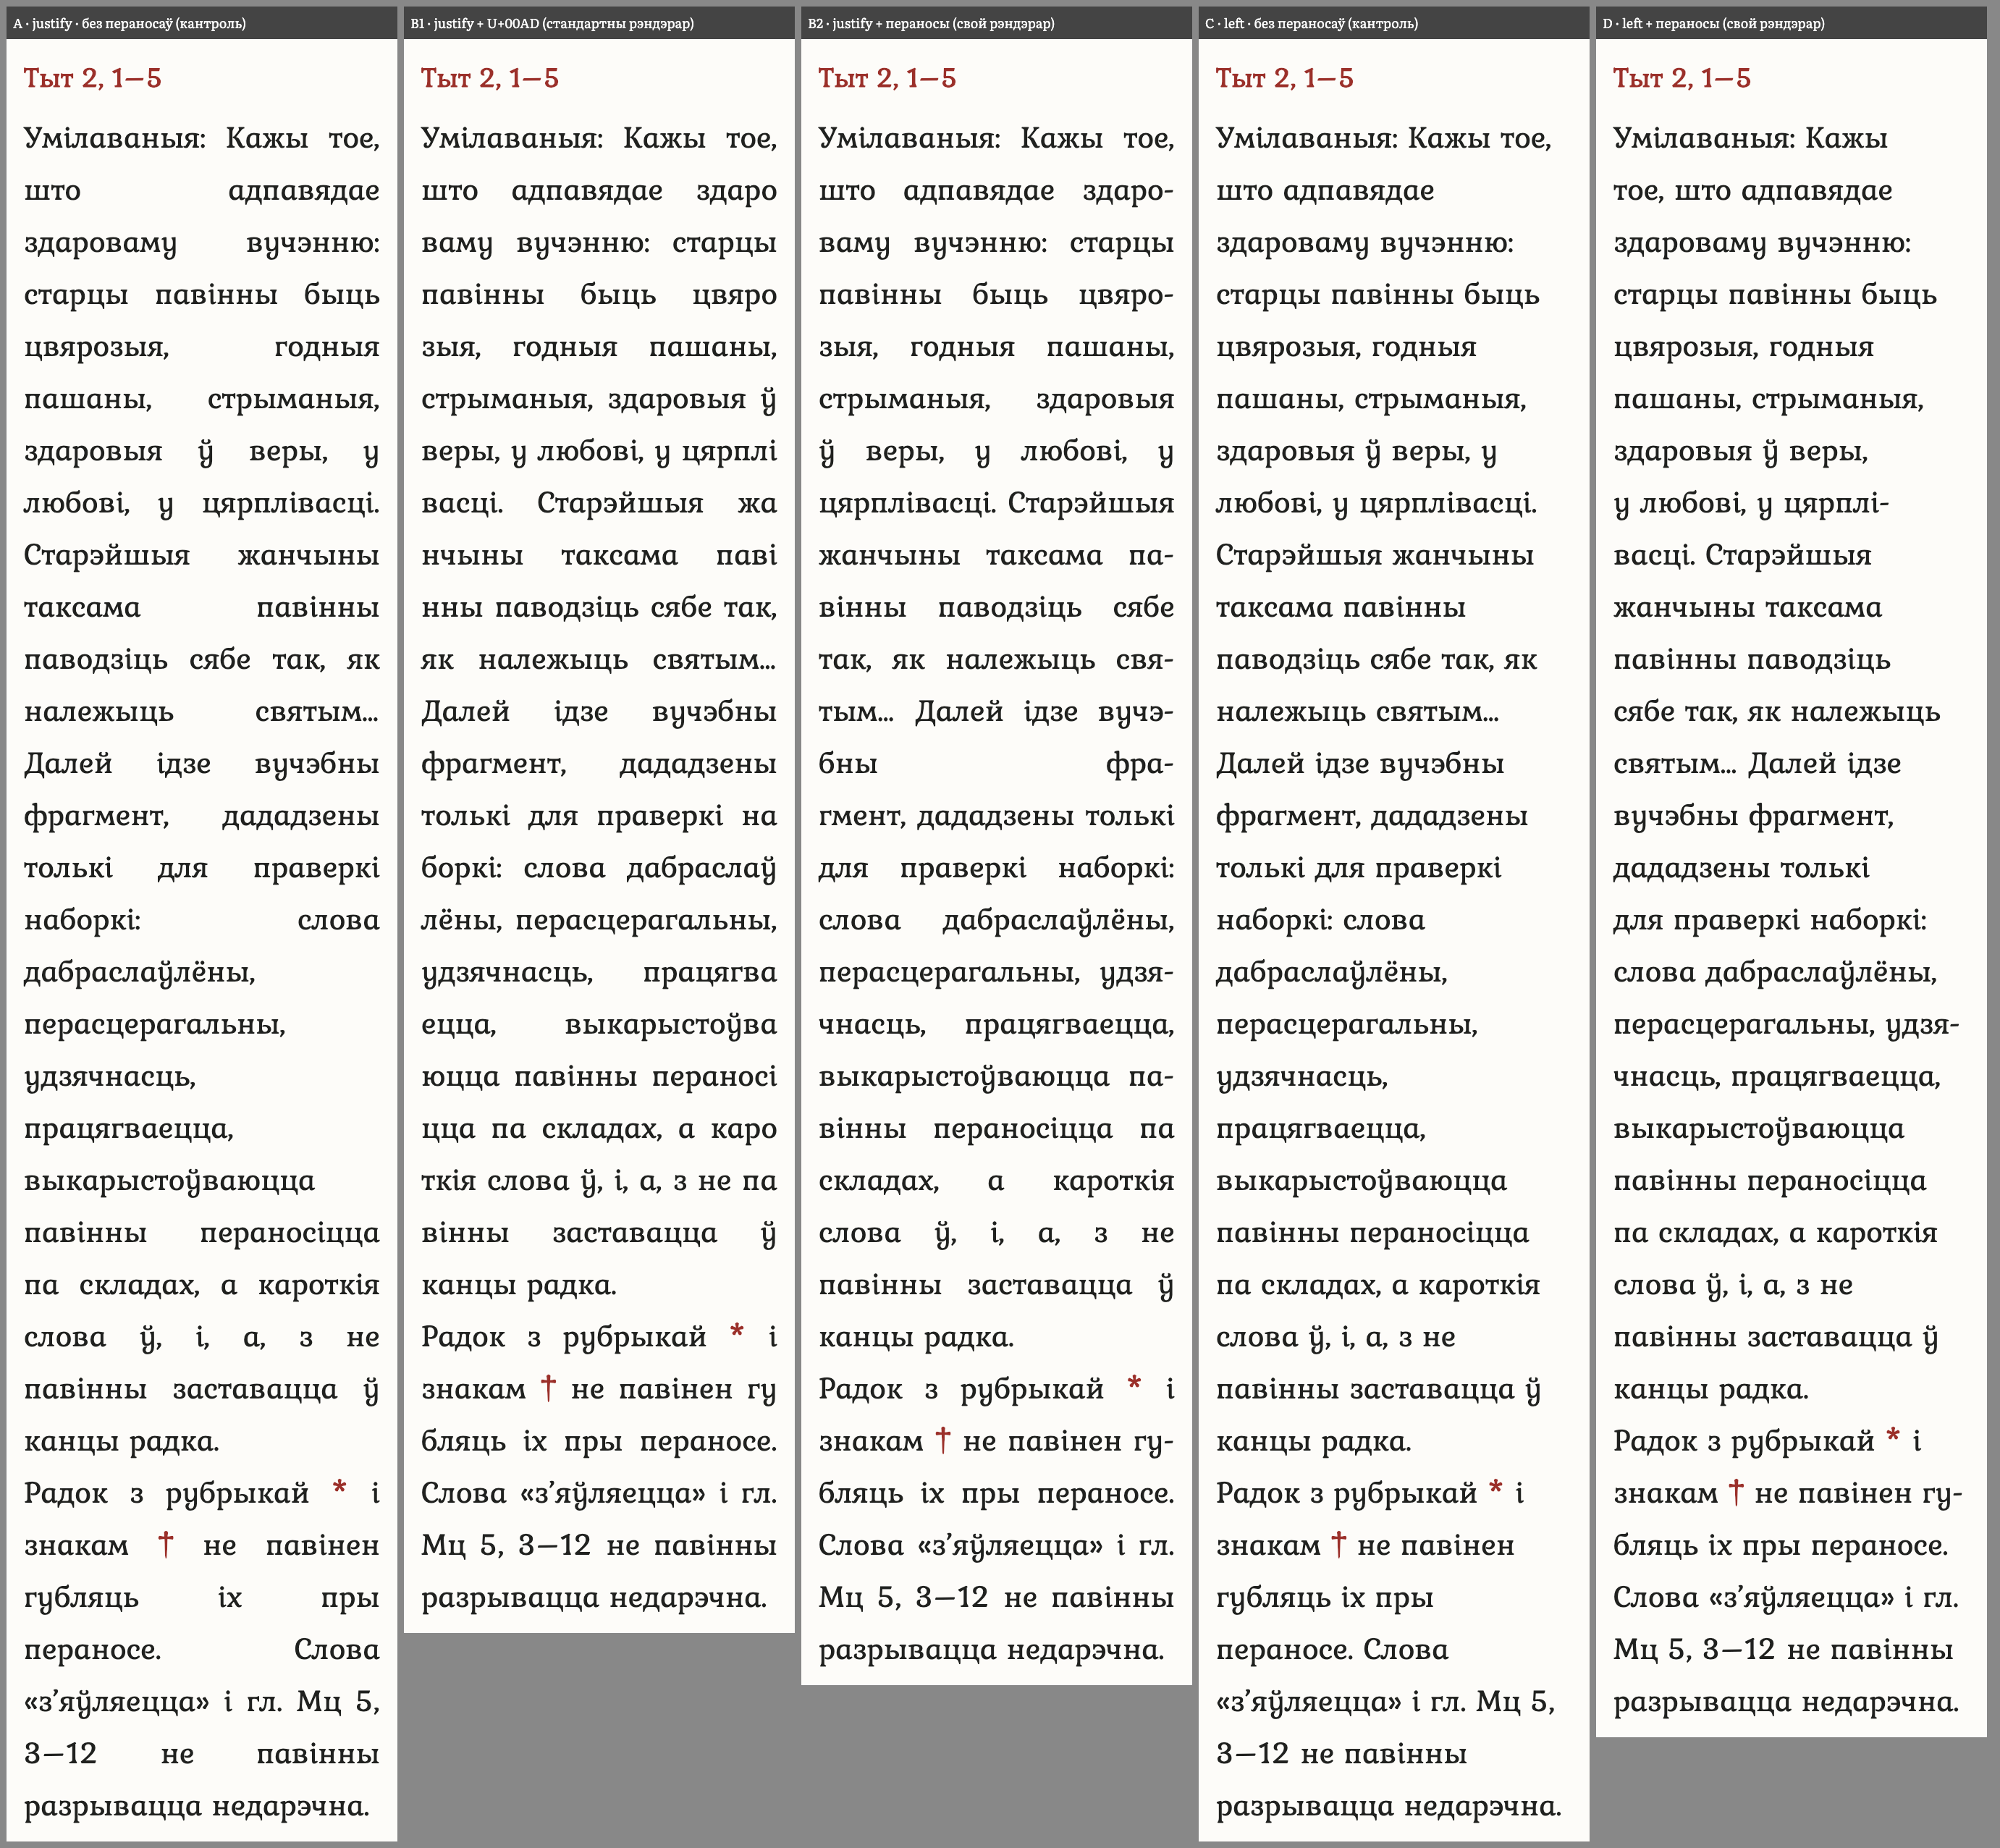 A · justify · без пераносаў (кантроль)
Тыт 2, 1—5
Умілаваныя: Кажы тое,
што адпавядае
здароваму вучэнню:
старцы павінны быць
цвярозыя, годныя
пашаны, стрыманыя,
здаровыя ў веры, у
любові, у цярплівасці.
Старэйшыя жанчыны
таксама павінны
паводзіць сябе так, як
належыць святым...
Далей ідзе вучэбны
фрагмент, дададзены
толькі для праверкі
наборкі: слова
дабраслаўлёны,
перасцерагальны,
удзячнасць,
працягваецца,
выкарыстоўваюцца
павінны пераносіцца
па складах, а кароткія
слова ў, і, а, з не
павінны заставацца ў
канцы радка.
Радок з рубрыкай * і
знакам † не павінен
губляць іх пры
пераносе. Слова
«з’яўляецца» і гл. Мц 5,
3—12 не павінны
разрывацца недарэчна.
B1 · justify + U+00AD (стандартны рэндэрар)
Тыт 2, 1—5
Умілаваныя: Кажы тое,
што адпавядае здаро
ваму вучэнню: старцы
павінны быць цвяро
зыя, годныя пашаны,
стрыманыя, здаровыя ў
веры, у любові, у цярплі
васці. Старэйшыя жа
нчыны таксама паві
нны паводзіць сябе так,
як належыць святым...
Далей ідзе вучэбны
фрагмент, дададзены
толькі для праверкі на
боркі: слова дабраслаў
лёны, перасцерагальны,
удзячнасць, працягва
ецца, выкарыстоўва
юцца павінны пераносі
цца па складах, а каро
ткія слова ў, і, а, з не па
вінны заставацца ў
канцы радка.
Радок з рубрыкай * і
знакам † не павінен гу
бляць іх пры пераносе.
Слова «з’яўляецца» і гл.
Мц 5, 3—12 не павінны
разрывацца недарэчна.
B2 · justify + пераносы (свой рэндэрар)
Тыт 2, 1—5
Умілаваныя: Кажы тое,
што адпавядае здаро-
ваму вучэнню: старцы
павінны быць цвяро-
зыя, годныя пашаны,
стрыманыя, здаровыя
ў веры, у любові, у
цярплівасці. Старэйшыя
жанчыны таксама па-
вінны паводзіць сябе
так, як належыць свя-
тым... Далей ідзе вучэ-
бны фра-
гмент, дададзены толькі
для праверкі наборкі:
слова дабраслаўлёны,
перасцерагальны, удзя-
чнасць, працягваецца,
выкарыстоўваюцца па-
вінны пераносіцца па
складах, а кароткія
слова ў, і, а, з не
павінны заставацца ў
канцы радка.
Радок з рубрыкай * і
знакам † не павінен гу-
бляць іх пры пераносе.
Слова «з’яўляецца» і гл.
Мц 5, 3—12 не павінны
разрывацца недарэчна.
C · left · без пераносаў (кантроль)
Тыт 2, 1—5
Умілаваныя: Кажы тое,
што адпавядае
здароваму вучэнню:
старцы павінны быць
цвярозыя, годныя
пашаны, стрыманыя,
здаровыя ў веры, у
любові, у цярплівасці.
Старэйшыя жанчыны
таксама павінны
паводзіць сябе так, як
належыць святым...
Далей ідзе вучэбны
фрагмент, дададзены
толькі для праверкі
наборкі: слова
дабраслаўлёны,
перасцерагальны,
удзячнасць,
працягваецца,
выкарыстоўваюцца
павінны пераносіцца
па складах, а кароткія
слова ў, і, а, з не
павінны заставацца ў
канцы радка.
Радок з рубрыкай * і
знакам † не павінен
губляць іх пры
пераносе. Слова
«з’яўляецца» і гл. Мц 5,
3—12 не павінны
разрывацца недарэчна.
D · left + пераносы (свой рэндэрар)
Тыт 2, 1—5
Умілаваныя: Кажы
тое, што адпавядае
здароваму вучэнню:
старцы павінны быць
цвярозыя, годныя
пашаны, стрыманыя,
здаровыя ў веры,
у любові, у цярплі-
васці. Старэйшыя
жанчыны таксама
павінны паводзіць
сябе так, як належыць
святым... Далей ідзе
вучэбны фрагмент,
дададзены толькі
для праверкі наборкі:
слова дабраслаўлёны,
перасцерагальны, удзя-
чнасць, працягваецца,
выкарыстоўваюцца
павінны пераносіцца
па складах, а кароткія
слова ў, і, а, з не
павінны заставацца ў
канцы радка.
Радок з рубрыкай * і
знакам † не павінен гу-
бляць іх пры пераносе.
Слова «з’яўляецца» і гл.
Мц 5, 3—12 не павінны
разрывацца недарэчна.